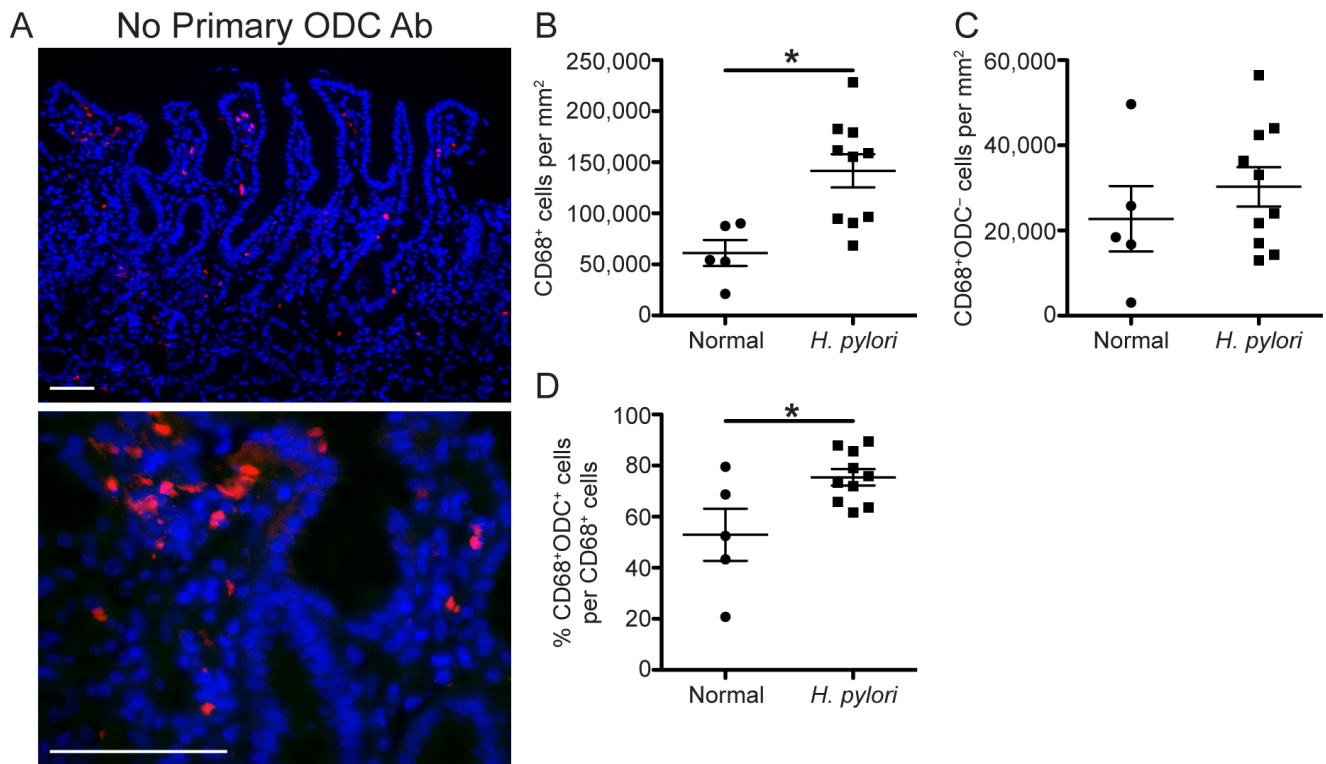 A
No Primary ODC Ab
B
CD68⁺ cells per mm²
250,000
200,000
150,000
100,000
50,000
0
*
Normal
H. pylori
C
CD68⁺ODC⁻ cells per mm²
60,000
40,000
20,000
0
Normal
H. pylori
D
% CD68⁺ODC⁺ cells
per CD68⁺ cells
100
80
60
40
20
0
*
Normal
H. pylori